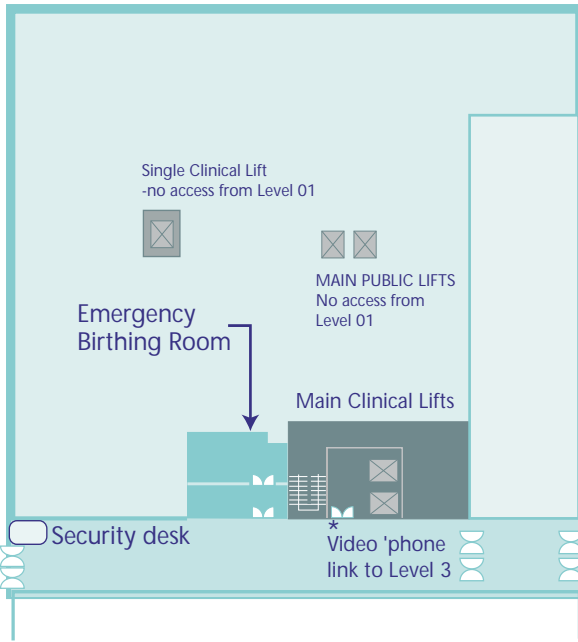 Single Clinical Lift
-no access from Level 01
MAIN PUBLIC LIFTS
No access from
Level 01
Emergency
Birthing Room
Main Clinical Lifts
Security desk
*
Video 'phone
link to Level 3